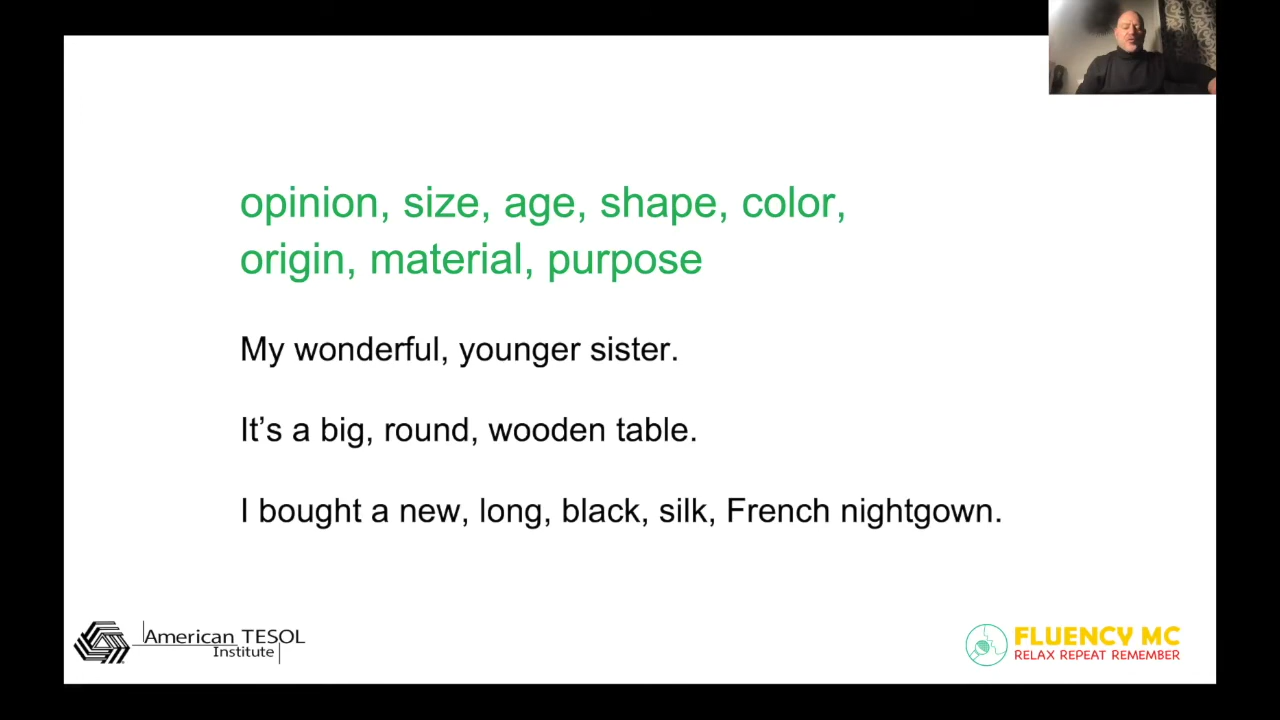 opinion, size, age, shape, color,
origin, material, purpose
My wonderful, younger sister.
It’s a big, round, wooden table.
I bought a new, long, black, silk, French nightgown.
American TESOL
Institute
FLUENCY MC
RELAX REPEAT REMEMBER